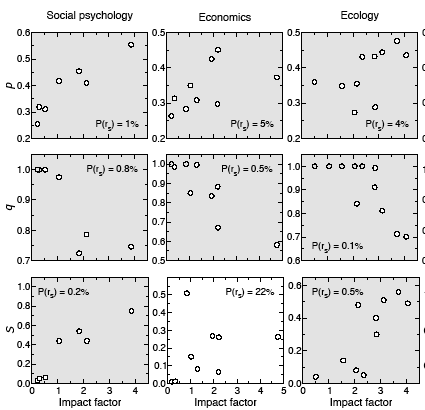 Social psychology Economics Ecology
0.6 0.5 0.5
0.5
0.4 0.4 0.4
p
0.3 0.3 0.3
P(rs) = 1% P(rs) = 5% P(rs) = 4%
0.2 0.2 0.2
1.0 P(rs) = 0.8% 1.0 P(rs) = 0.5% 1.0
0.9 0.9 0.9
q
0.8 0.8 0.8
0.7 0.7
0.6 P(rs) = 0.1%
0.7 0.5 0.6
1.0 P(rs) = 0.2% 0.6 P(rs) = 22% P(rs) = 0.5%
0.8 0.6
0.6 0.4 0.4
S
0.4
0.2 0.2 0.2
0.0 0.0 0.0
0 1 2 3 4 0 1 2 3 4 5 0 1 2 3 4
Impact factor Impact factor Impact factor